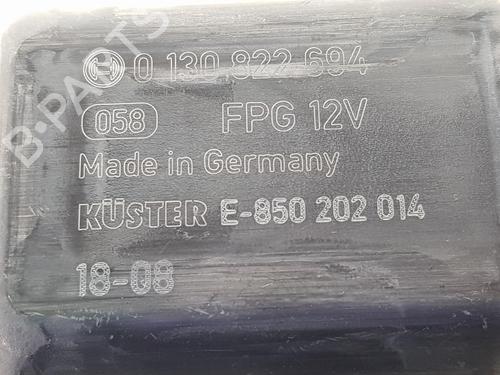 0 130 822 694
058 FPG 12V
Made in Germany
KÜSTER E-850 202 014
18-08
B-PARTS